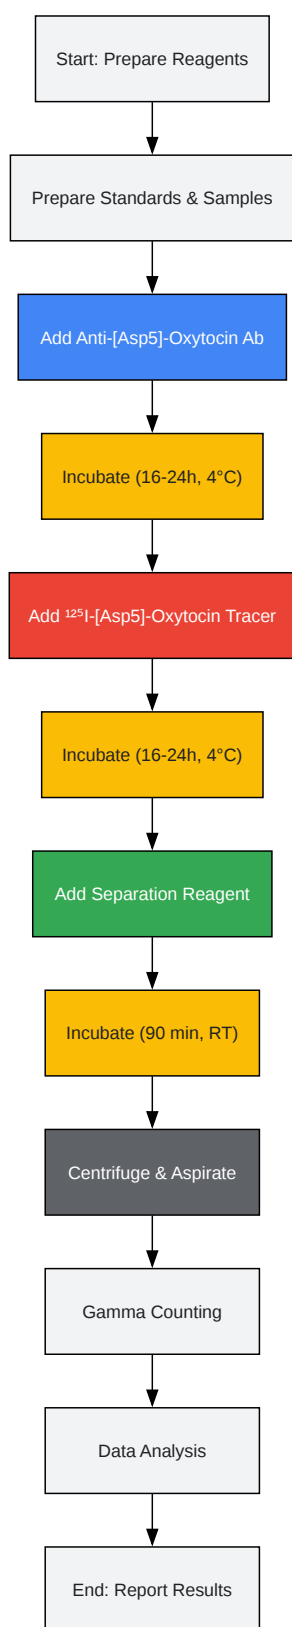 Start: Prepare Reagents
Prepare Standards & Samples
Add Anti-[Asp5]-Oxytocin Ab
Incubate (16-24h, 4°C)
Add ¹²⁵I-[Asp5]-Oxytocin Tracer
Incubate (16-24h, 4°C)
Add Separation Reagent
Incubate (90 min, RT)
Centrifuge & Aspirate
Gamma Counting
Data Analysis
End: Report Results